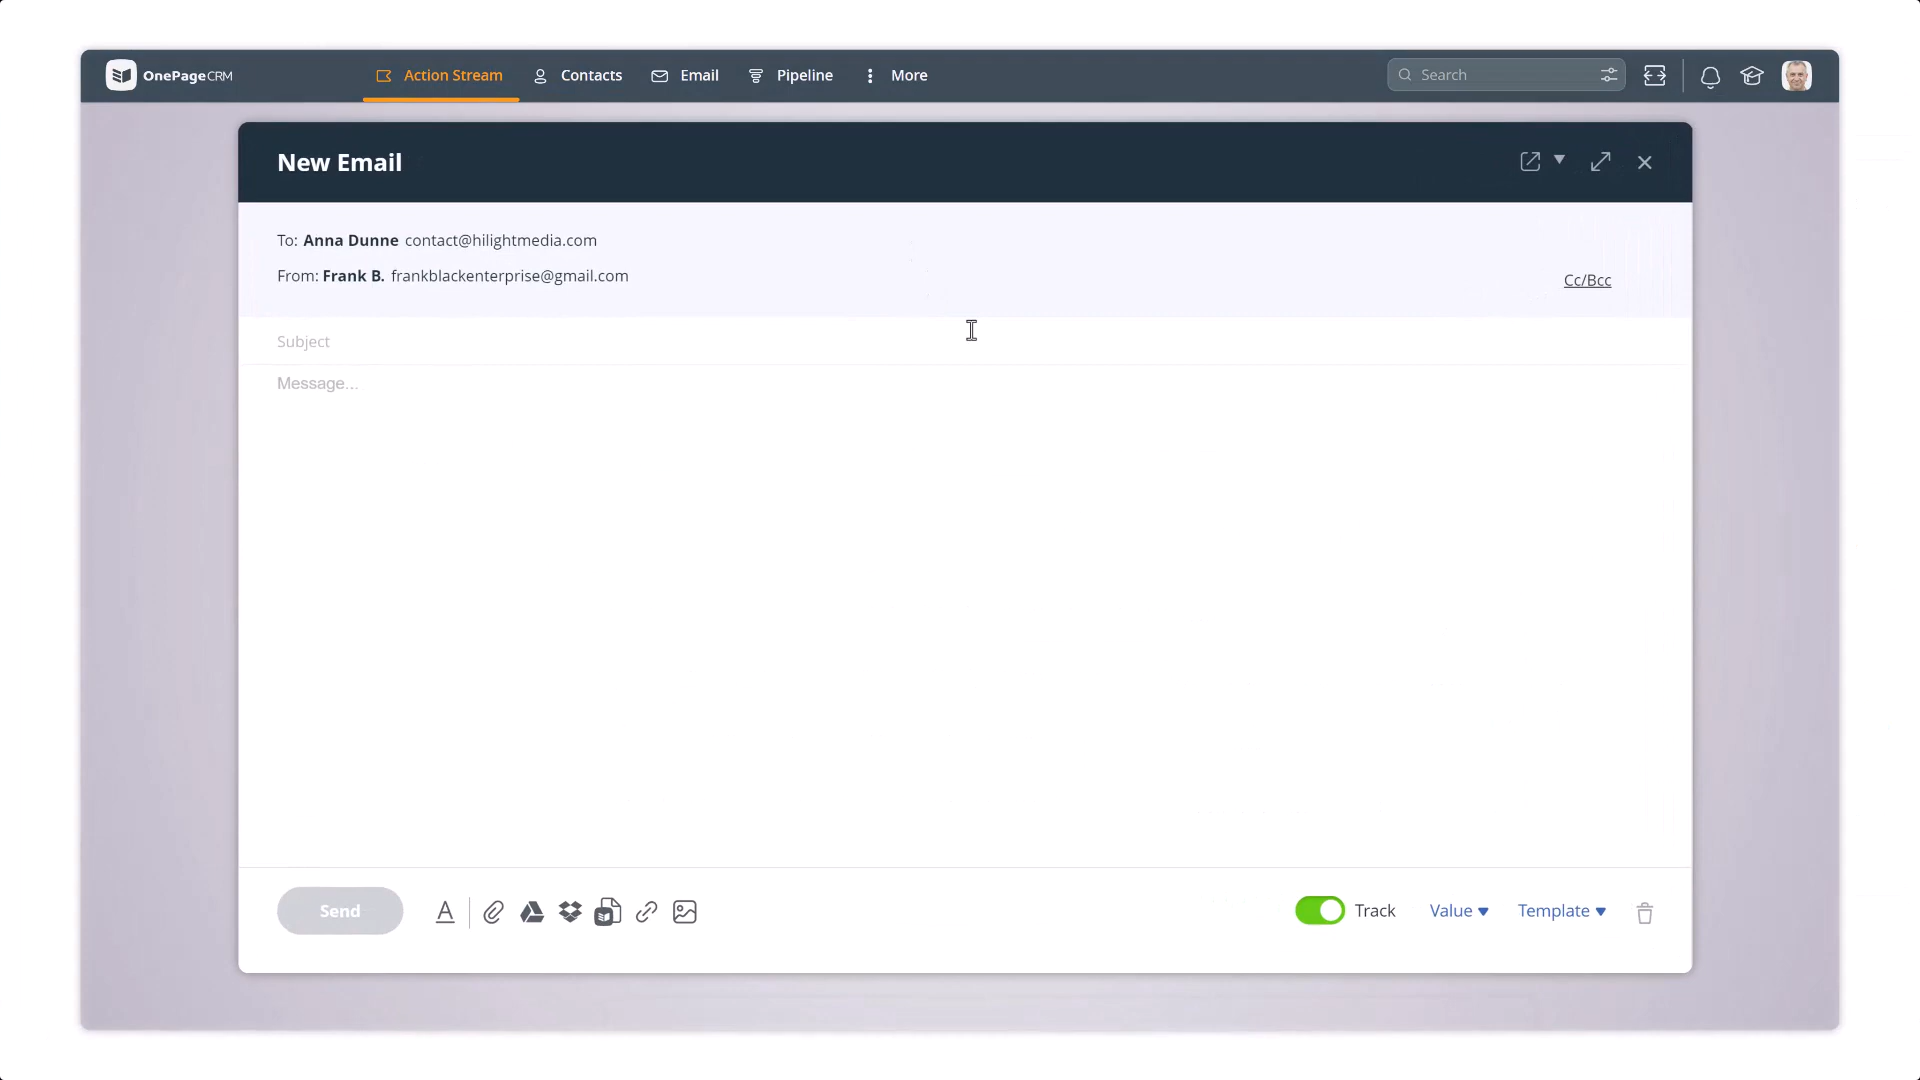 OnePageCRM Action Stream Contacts Email Pipeline More Search
New Email
To: Anna Dunne contact@hilightmedia.com
From: Frank B. frankblackenterprise@gmail.com
Cc/Bcc
Subject
Message...
Send Track Value Template